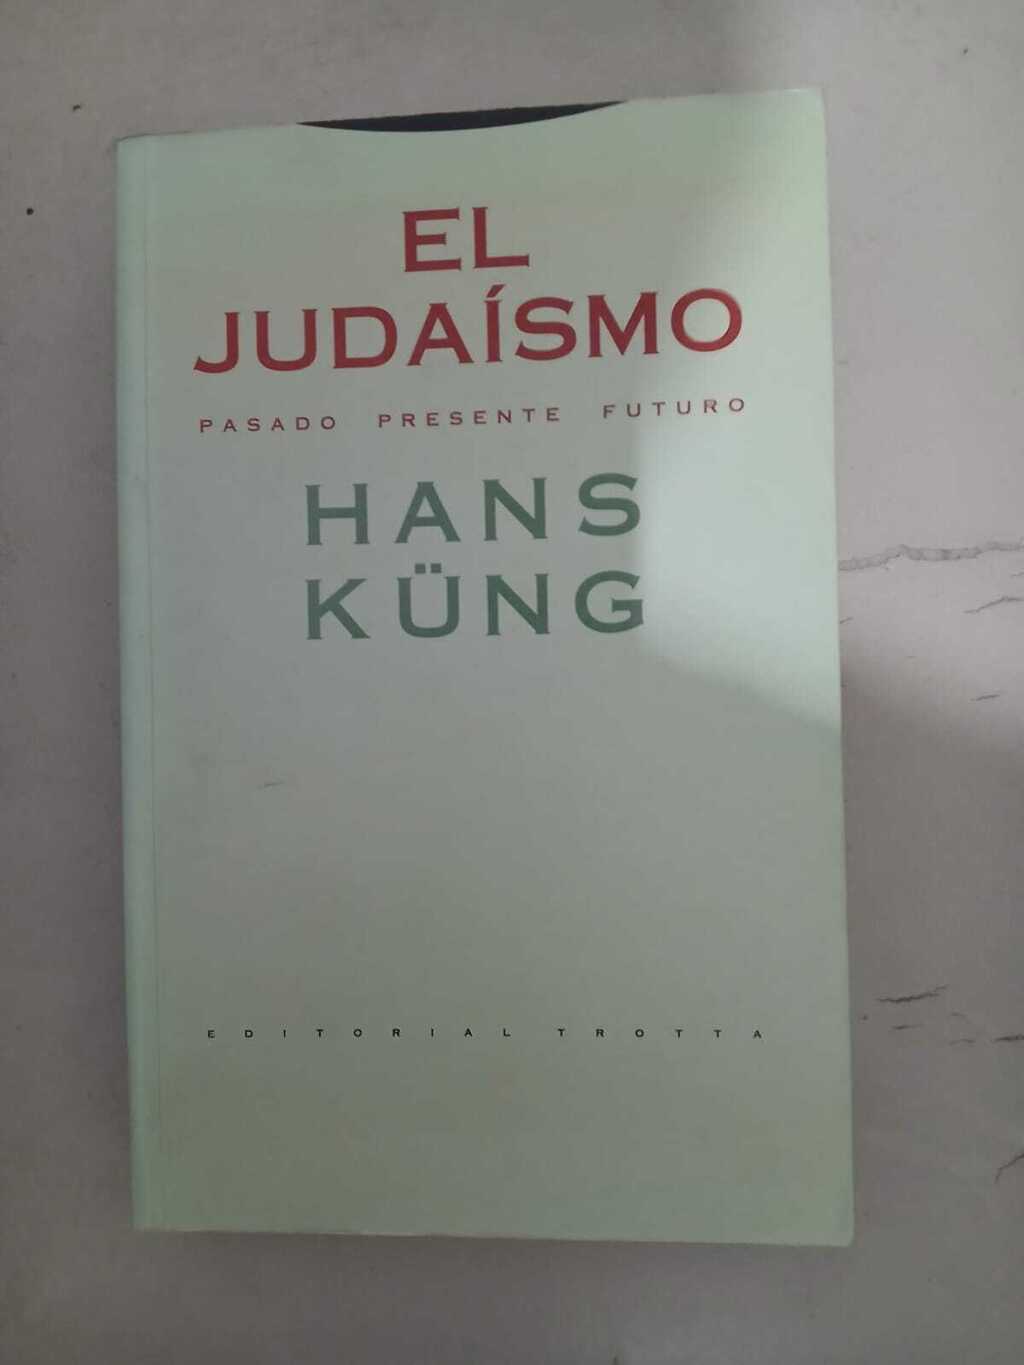 EL
JUDAÍSMO
PASADO PRESENTE FUTURO
HANS
KÜNG
EDITORIAL TROTTA